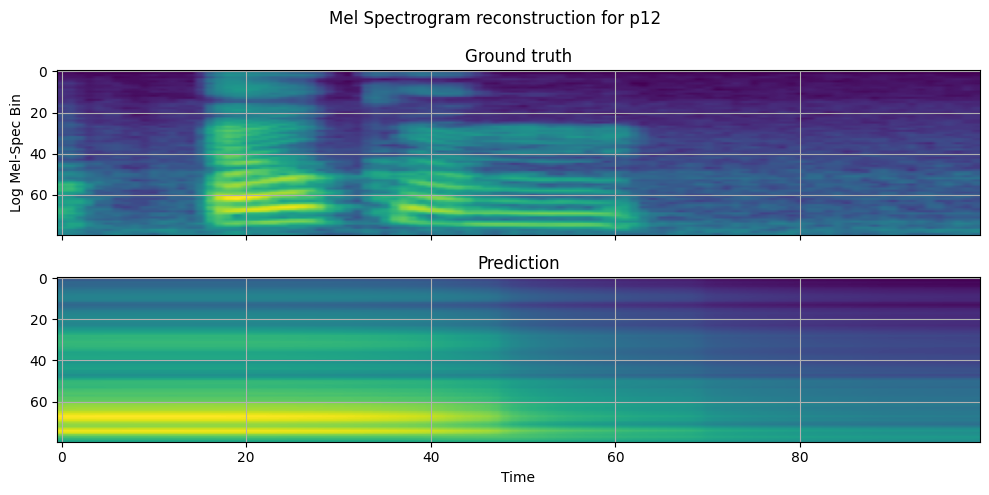 Mel Spectrogram reconstruction for p12
Ground truth
0
20
40
60
Log Mel-Spec Bin
Prediction
0
20
40
60
0 20 40 60 80
Time